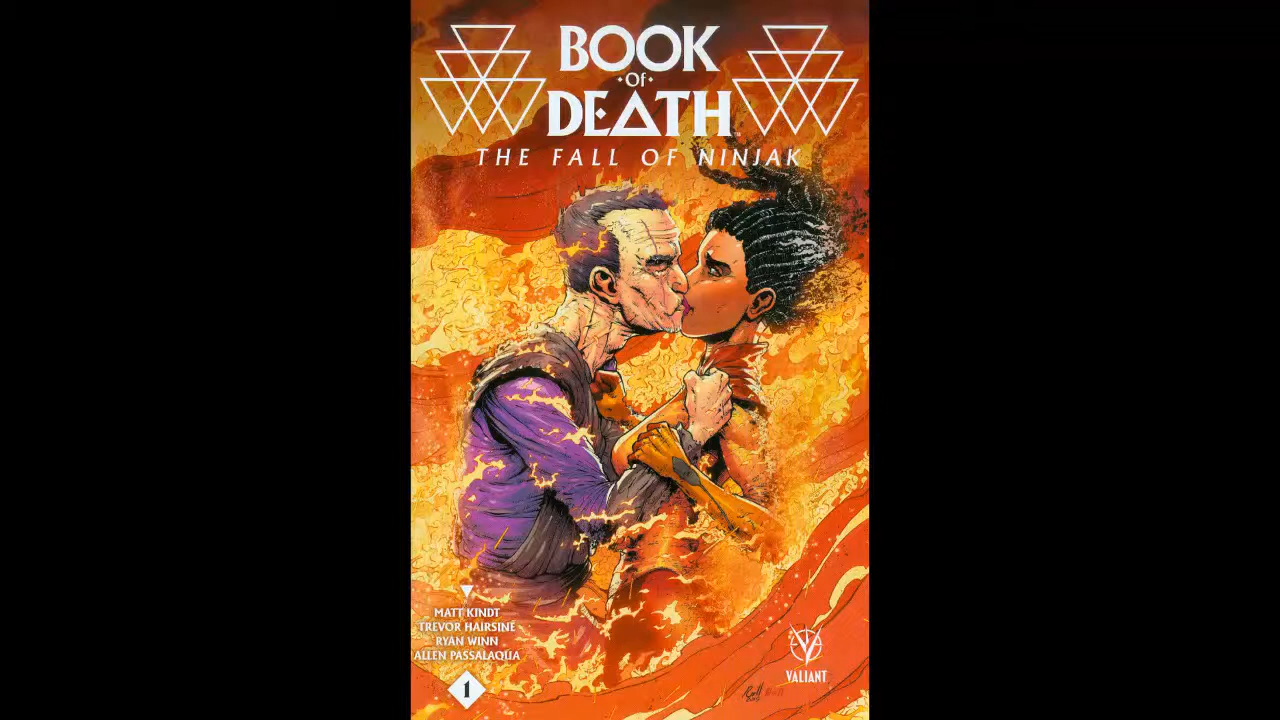 BOOK
OF
DEATH
THE FALL OF NINJAK
MATT KINDT
TREVOR HAIRSINE
RYAN WINN
ALLEN PASSALAQUA
1
VALIANT